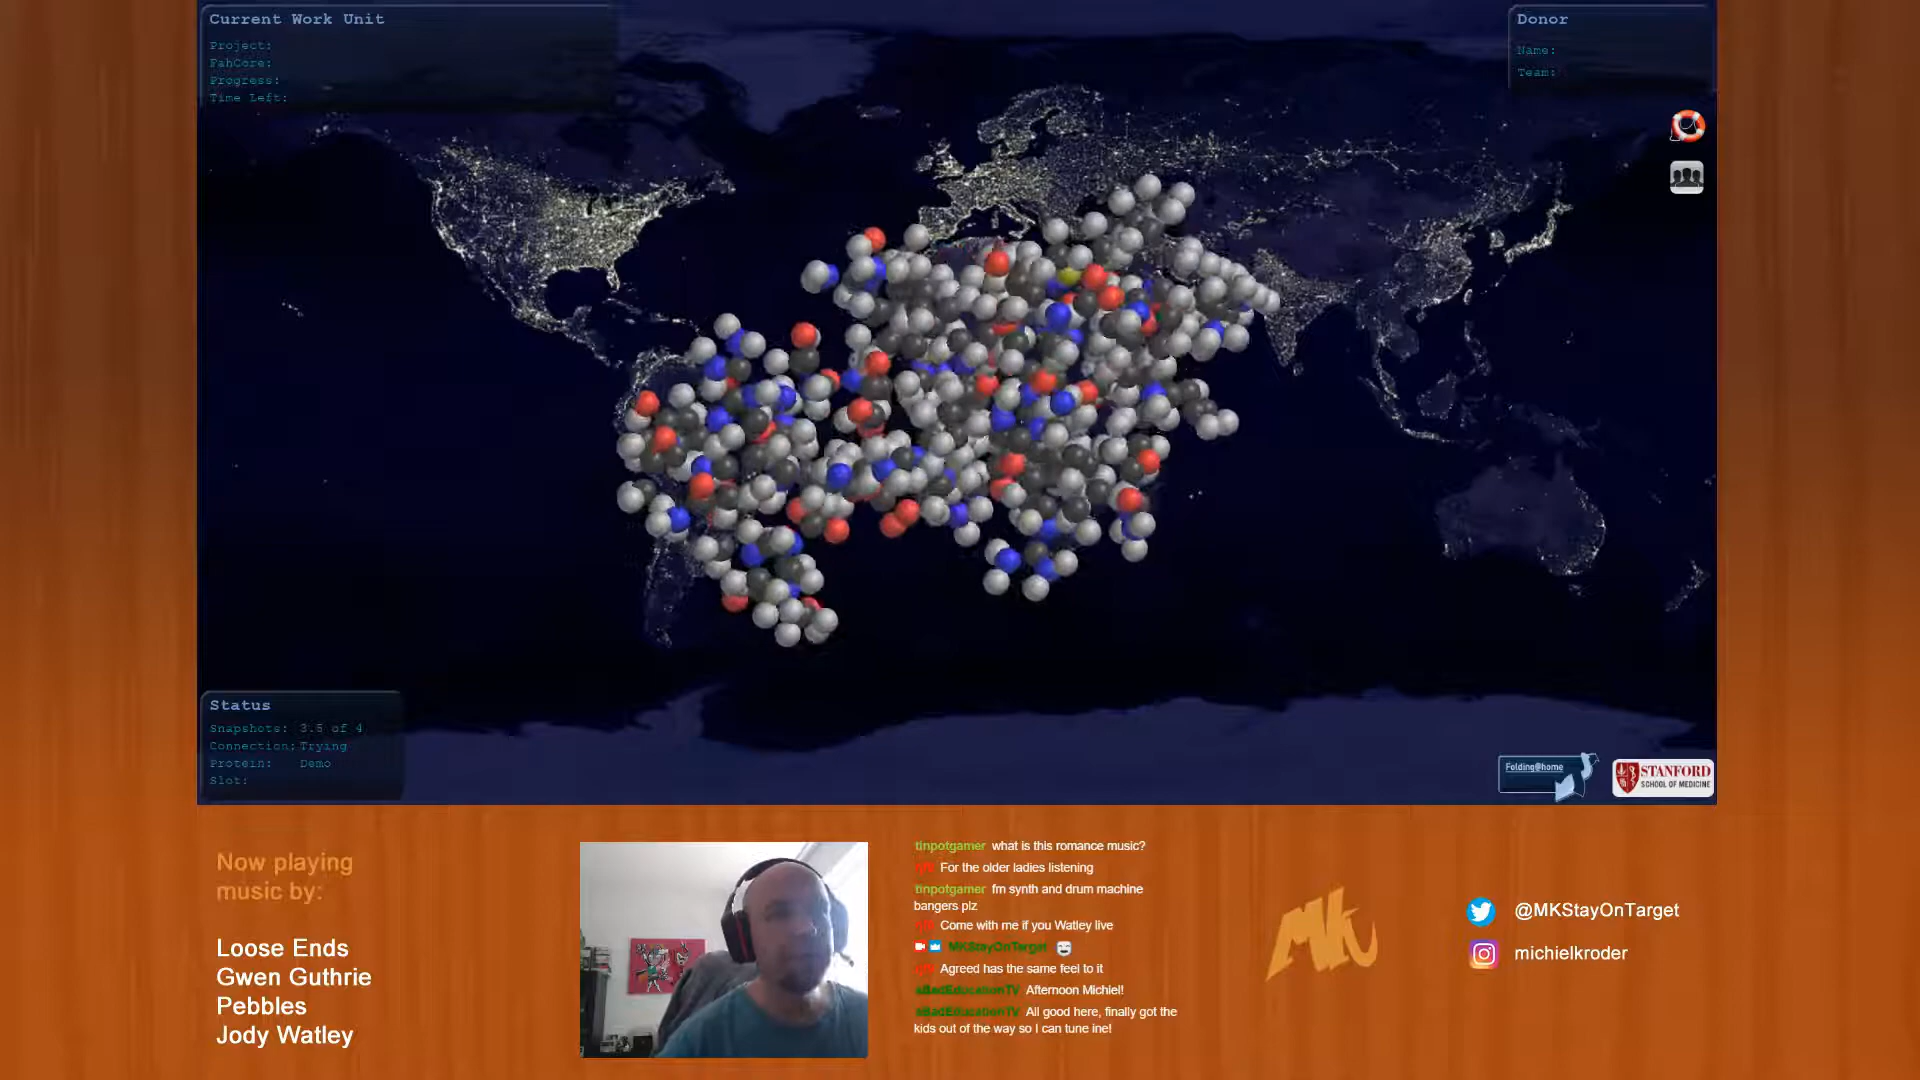 Current Work Unit
Project:
FahCore:
Progress:
Time Left:
Donor
Name:
Team:
Status
Snapshots: 3.5 of 4
Connection: Trying
Protein: Demo
Slot:
Folding@home
STANFORD
SCHOOL OF MEDICINE
Now playing
music by:
Loose Ends
Gwen Guthrie
Pebbles
Jody Watley
tinpotgamer what is this romance music?
For the older ladies listening
tinpotgamer fm synth and drum machine
bangers plz
Come with me if you Watley live
MKStayOnTarget
Agreed has the same feel to it
aBadEducationTV Afternoon Michiel!
aBadEducationTV All good here, finally got the
kids out of the way so I can tune ine!
MK
@MKStayOnTarget
michielkroder